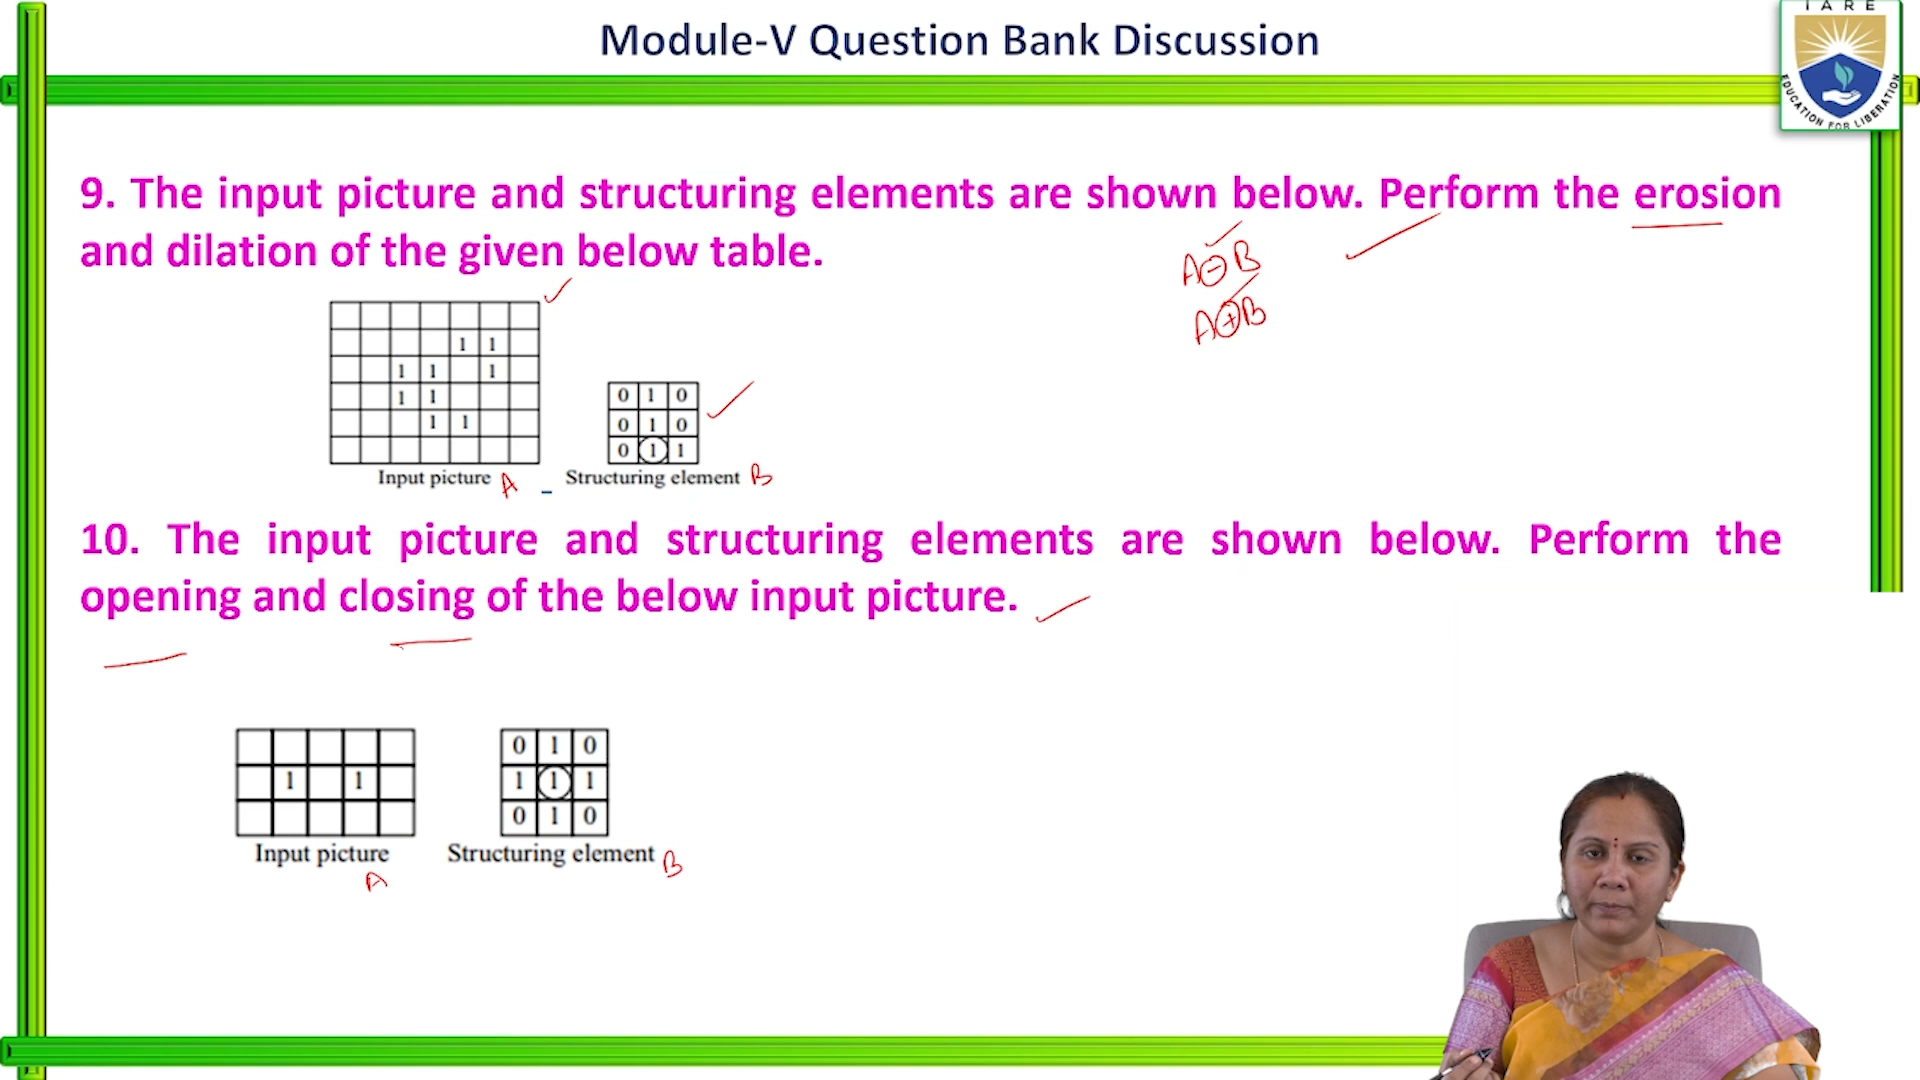 Module-V Question Bank Discussion
IARE
EDUCATION FOR LIBERATION
9. The input picture and structuring elements are shown below. Perform the erosion
and dilation of the given below table.
A⊖B
A⊕B
1 1
1 1 1
1 1
1 1
0 1 0
0 1 0
0 1 1
Input picture A
Structuring element B
10. The input picture and structuring elements are shown below. Perform the
opening and closing of the below input picture.
1 1
0 1 0
1 1 1
0 1 0
Input picture
A
Structuring element B